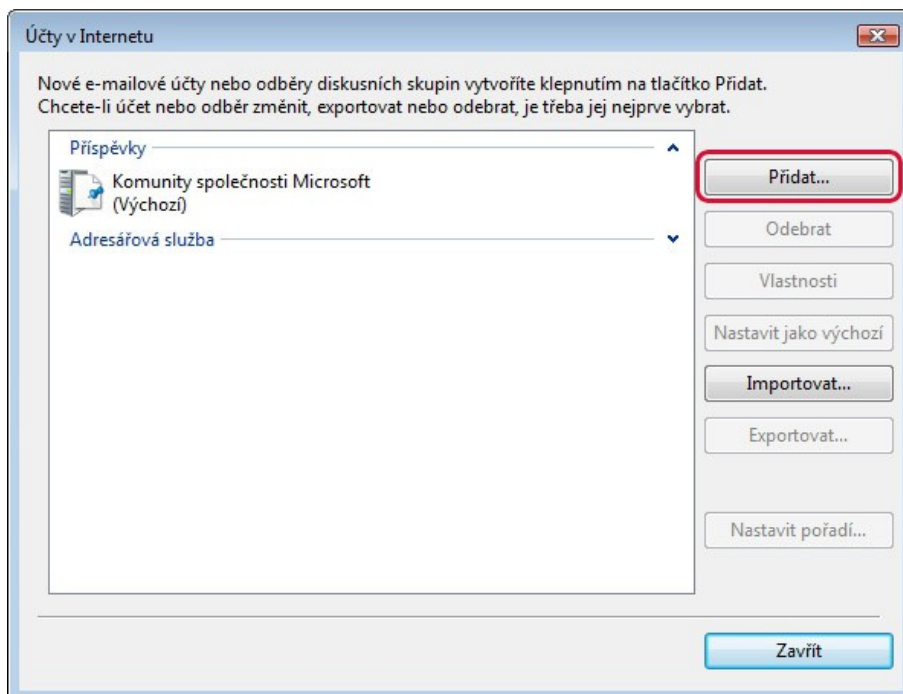 Účty v Internetu
Nové e-mailové účty nebo odběry diskusních skupin vytvoříte klepnutím na tlačítko Přidat.
Chcete-li účet nebo odběr změnit, exportovat nebo odebrat, je třeba jej nejprve vybrat.
Příspěvky
Komunity společnosti Microsoft
(Výchozí)
Adresářová služba
Přidat...
Odebrat
Vlastnosti
Nastavit jako výchozí
Importovat...
Exportovat...
Nastavit pořadí...
Zavřít